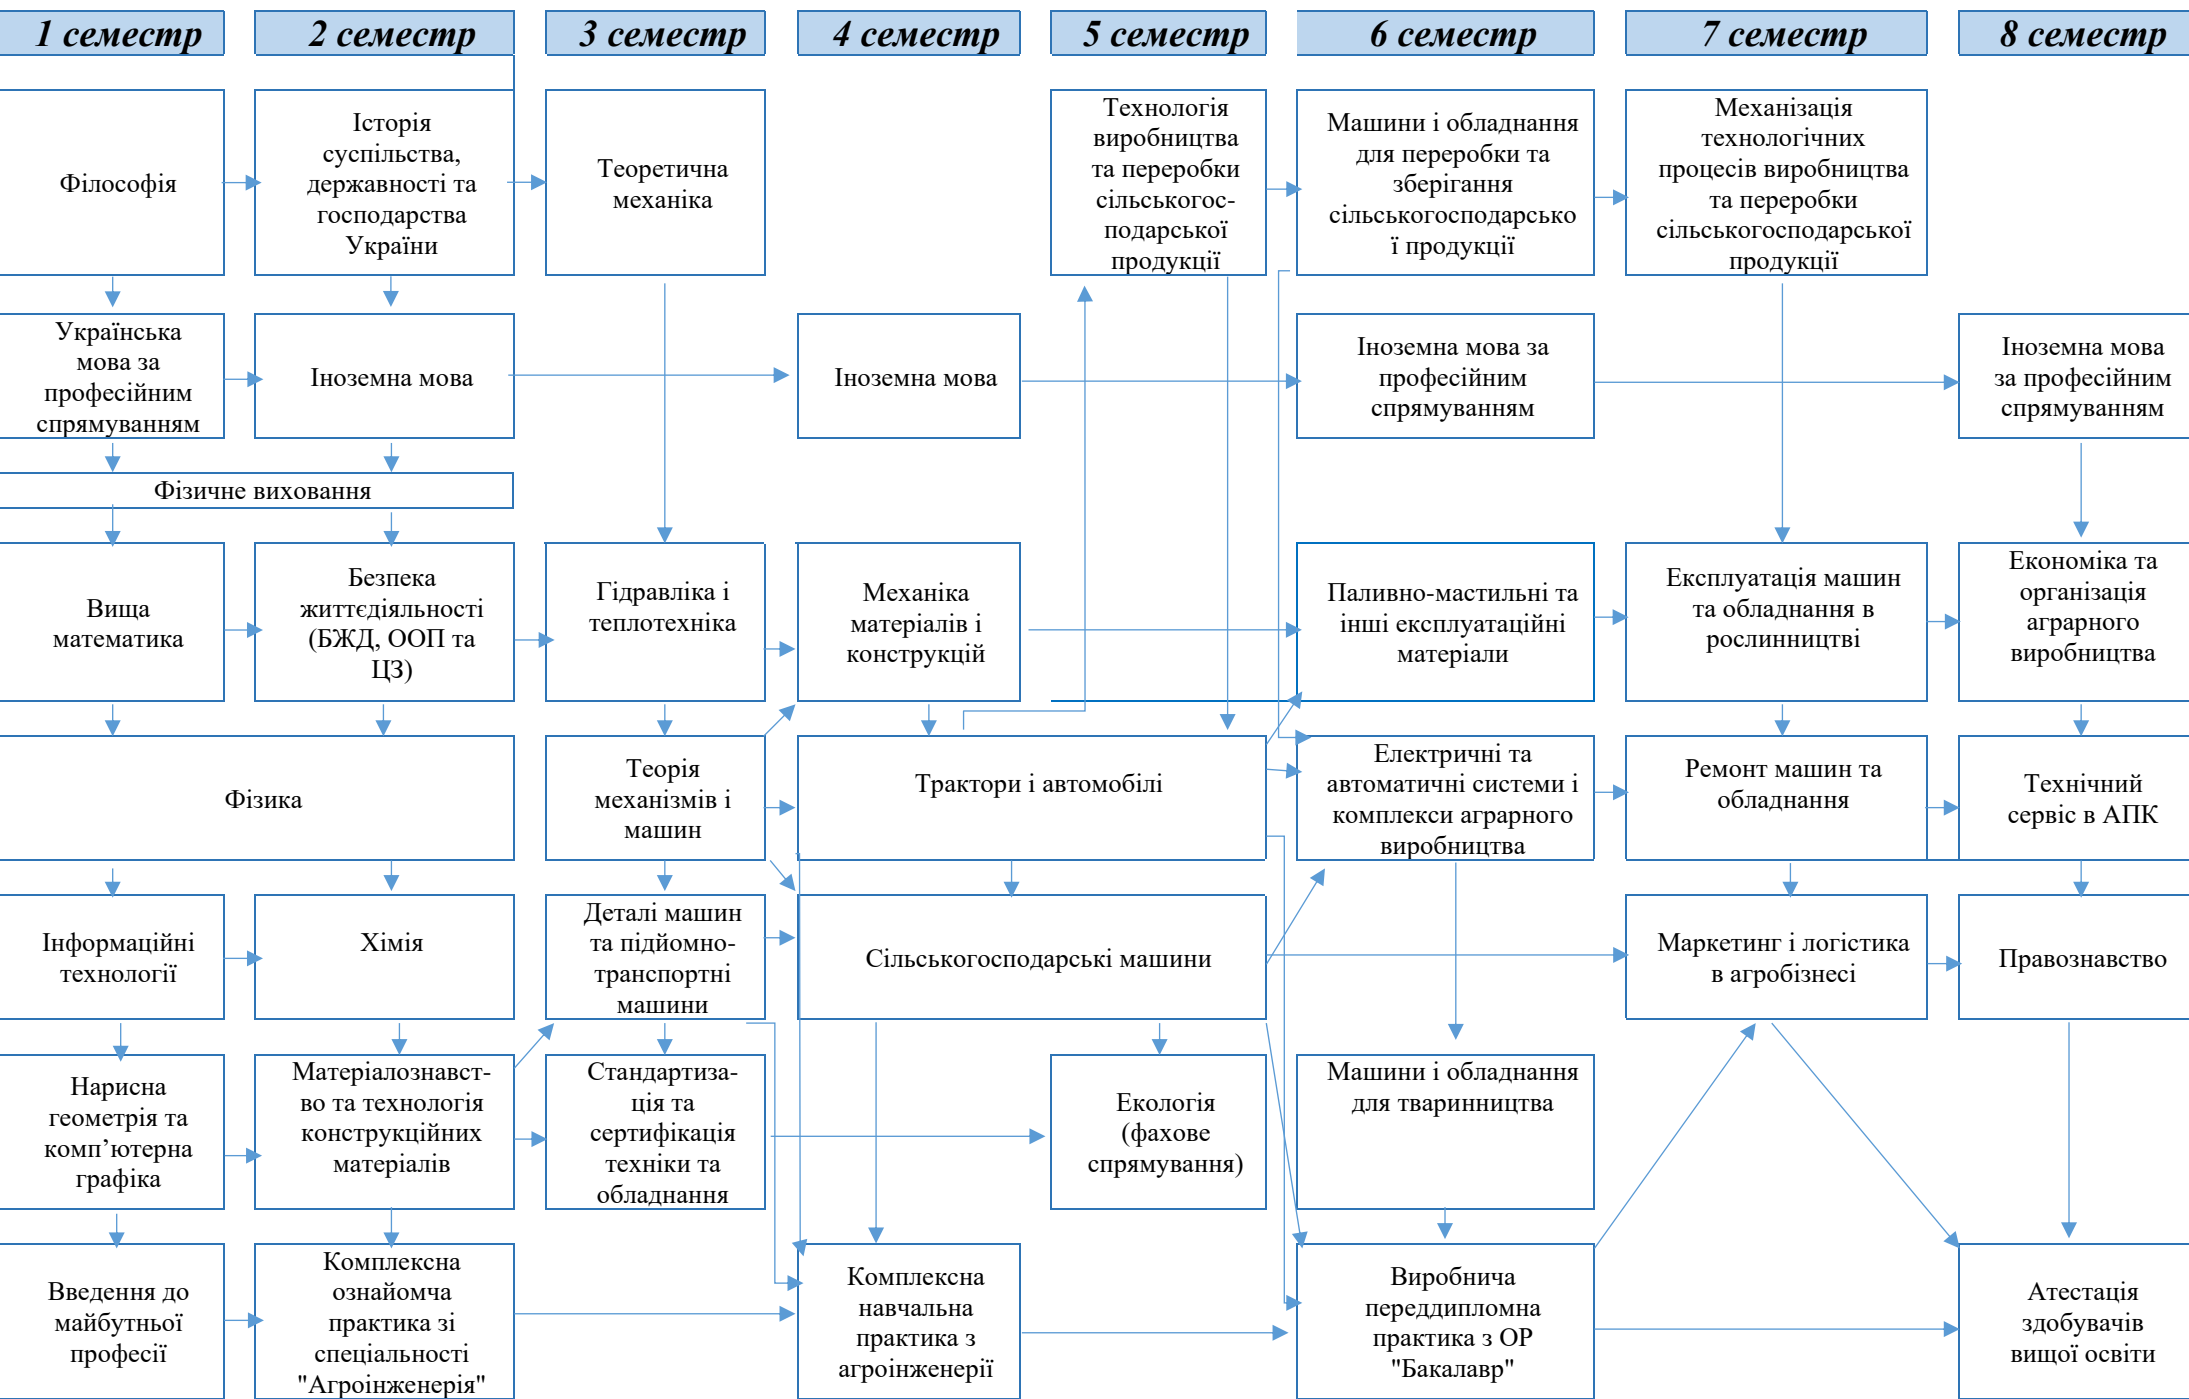 1 семестр
2 семестр
3 семестр
4 семестр
5 семестр
6 семестр
7 семестр
8 семестр
Філософія
Історія
суспільства,
державності та
господарства
України
Теоретична
механіка
Технологія
виробництва
та переробки
сільськогос-
подарської
продукції
Машини і обладнання
для переробки та
зберігання
сільськогосподарсько
ї продукції
Механізація
технологічних
процесів виробництва
та переробки
сільськогосподарської
продукції
Українська
мова за
професійним
спрямуванням
Іноземна мова
Іноземна мова
Іноземна мова за
професійним
спрямуванням
Іноземна мова
за професійним
спрямуванням
Фізичне виховання
Вища
математика
Безпека
життєдіяльності
(БЖД, ООП та
ЦЗ)
Гідравліка і
теплотехніка
Механіка
матеріалів і
конструкцій
Паливно-мастильні та
інші експлуатаційні
матеріали
Експлуатація машин
та обладнання в
рослинництві
Економіка та
організація
аграрного
виробництва
Фізика
Теорія
механізмів і
машин
Трактори і автомобілі
Електричні та
автоматичні системи і
комплекси аграрного
виробництва
Ремонт машин та
обладнання
Технічний
сервіс в АПК
Інформаційні
технології
Хімія
Деталі машин
та підйомно-
транспортні
машини
Сільськогосподарські машини
Маркетинг і логістика
в агробізнесі
Правознавство
Нарисна
геометрія та
комп’ютерна
графіка
Матеріалознавст-
во та технологія
конструкційних
матеріалів
Стандартиза-
ція та
сертифікація
техніки та
обладнання
Екологія
(фахове
спрямування)
Машини і обладнання
для тваринництва
Введення до
майбутньої
професії
Комплексна
ознайомча
практика зі
спеціальності
"Агроінженерія"
Комплексна
навчальна
практика з
агроінженерії
Виробнича
переддипломна
практика з ОР
"Бакалавр"
Атестація
здобувачів
вищої освіти